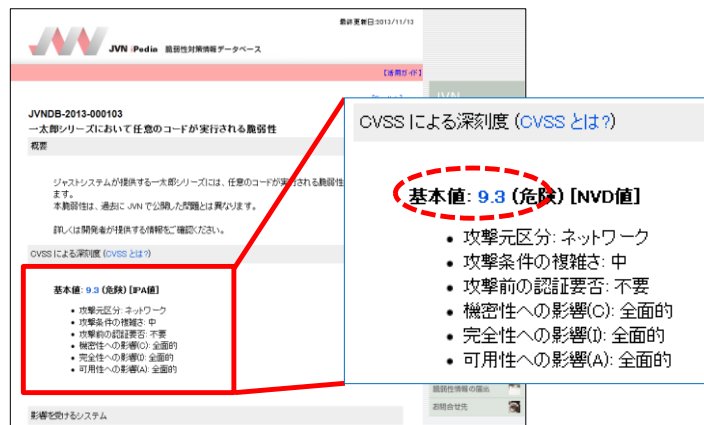 最終更新日:2013/11/13
JVN iPedia 脆弱性対策情報データベース
【活用ガイド】
JVNDB-2013-000103
一太郎シリーズにおいて任意のコードが実行される脆弱性
概要
ジャストシステムが提供する一太郎シリーズには、任意のコードが実行される脆弱性
ます。
本脆弱性は、過去に JVN で公開した問題とは異なります。
詳しくは開発者が提供する情報をご確認ください。
CVSS による深刻度 (CVSS とは?)
基本値: 9.3 (危険) [IPA値]
攻撃元区分: ネットワーク
攻撃条件の複雑さ: 中
攻撃前の認証要否: 不要
機密性への影響(C): 全面的
完全性への影響(I): 全面的
可用性への影響(A): 全面的
影響を受けるシステム
CVSS による深刻度 (CVSS とは?)
基本値: 9.3 (危険) [NVD値]
• 攻撃元区分: ネットワーク
• 攻撃条件の複雑さ: 中
• 攻撃前の認証要否: 不要
• 機密性への影響(C): 全面的
• 完全性への影響(I): 全面的
• 可用性への影響(A): 全面的
脆弱性情報の届出
お問合せ先